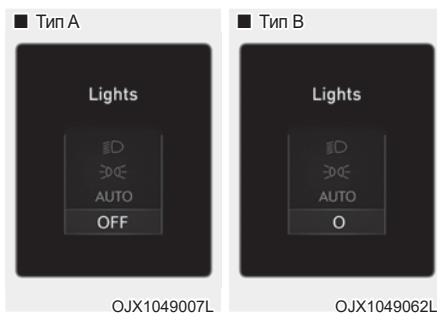 ■ Тип A
Lights
AUTO
OFF
OJX1049007L
■ Тип B
Lights
AUTO
O
OJX1049062L